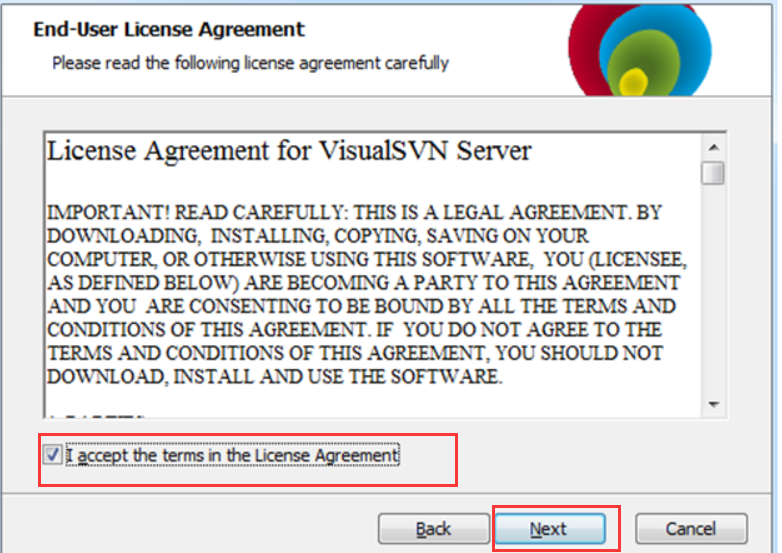 End-User License Agreement
Please read the following license agreement carefully
License Agreement for VisualSVN Server
IMPORTANT! READ CAREFULLY: THIS IS A LEGAL AGREEMENT. BY
DOWNLOADING, INSTALLING, COPYING, SAVING ON YOUR
COMPUTER, OR OTHERWISE USING THIS SOFTWARE, YOU (LICENSEE,
AS DEFINED BELOW) ARE BECOMING A PARTY TO THIS AGREEMENT
AND YOU ARE CONSENTING TO BE BOUND BY ALL THE TERMS AND
CONDITIONS OF THIS AGREEMENT. IF YOU DO NOT AGREE TO THE
TERMS AND CONDITIONS OF THIS AGREEMENT, YOU SHOULD NOT
DOWNLOAD, INSTALL AND USE THE SOFTWARE.
I accept the terms in the License Agreement
Back
Next
Cancel